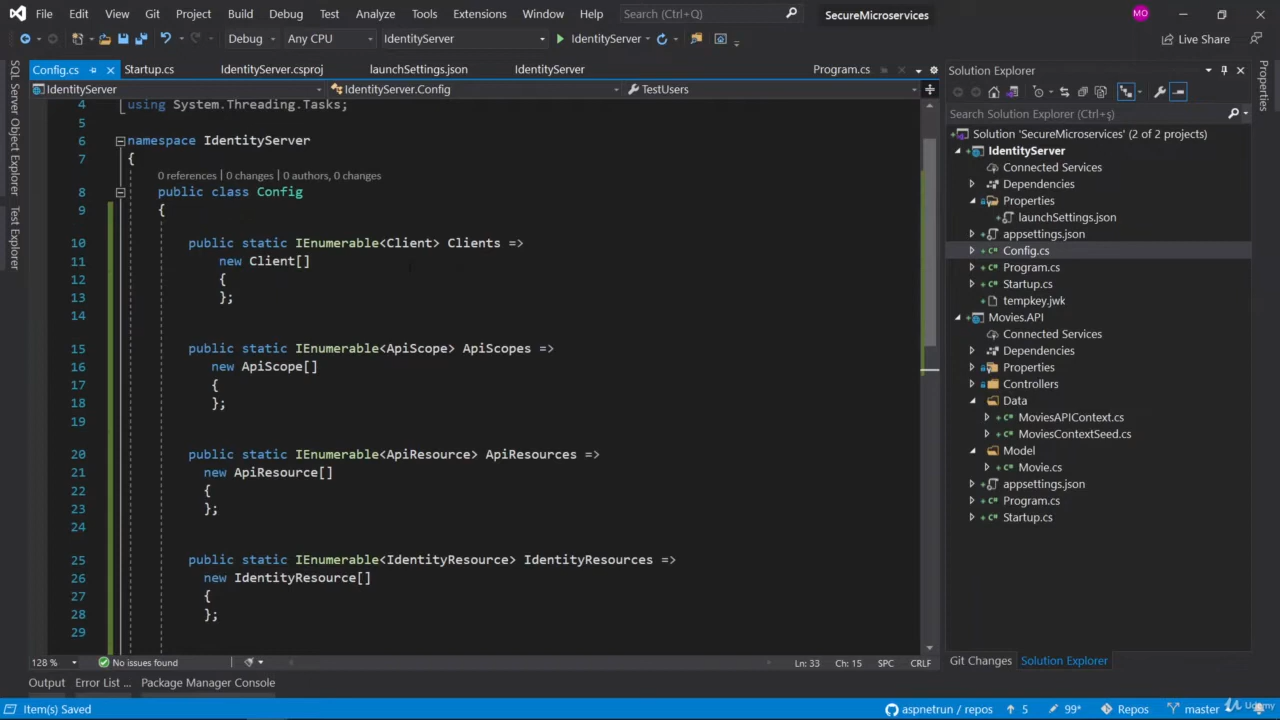 File Edit View Git Project Build Debug Test Analyze Tools Extensions Window Help Search (Ctrl+Q) SecureMicroservices MO
Debug Any CPU IdentityServer IdentityServer Live Share
SQL Server Object Explorer
Test Explorer
Config.cs Startup.cs IdentityServer.csproj launchSettings.json IdentityServer Program.cs
IdentityServer IdentityServer.Config TestUsers
4 using System.Threading.Tasks;
5
6 namespace IdentityServer
7 {
0 references | 0 changes | 0 authors, 0 changes
8 public class Config
9 {
10 public static IEnumerable<Client> Clients =>
11 new Client[]
12 {
13 };
14
15 public static IEnumerable<ApiScope> ApiScopes =>
16 new ApiScope[]
17 {
18 };
19
20 public static IEnumerable<ApiResource> ApiResources =>
21 new ApiResource[]
22 {
23 };
24
25 public static IEnumerable<IdentityResource> IdentityResources =>
26 new IdentityResource[]
27 {
28 };
29
128 % No issues found Ln: 33 Ch: 15 SPC CRLF
Solution Explorer
Search Solution Explorer (Ctrl+ş)
Solution 'SecureMicroservices' (2 of 2 projects)
IdentityServer
Connected Services
Dependencies
Properties
launchSettings.json
appsettings.json
Config.cs
Program.cs
Startup.cs
tempkey.jwk
Movies.API
Connected Services
Dependencies
Properties
Controllers
Data
MoviesAPIContext.cs
MoviesContextSeed.cs
Model
Movie.cs
appsettings.json
Program.cs
Startup.cs
Git Changes Solution Explorer
Properties
Output Error List ... Package Manager Console
Item(s) Saved aspnetrun / repos 5 99* Repos master
Udemy